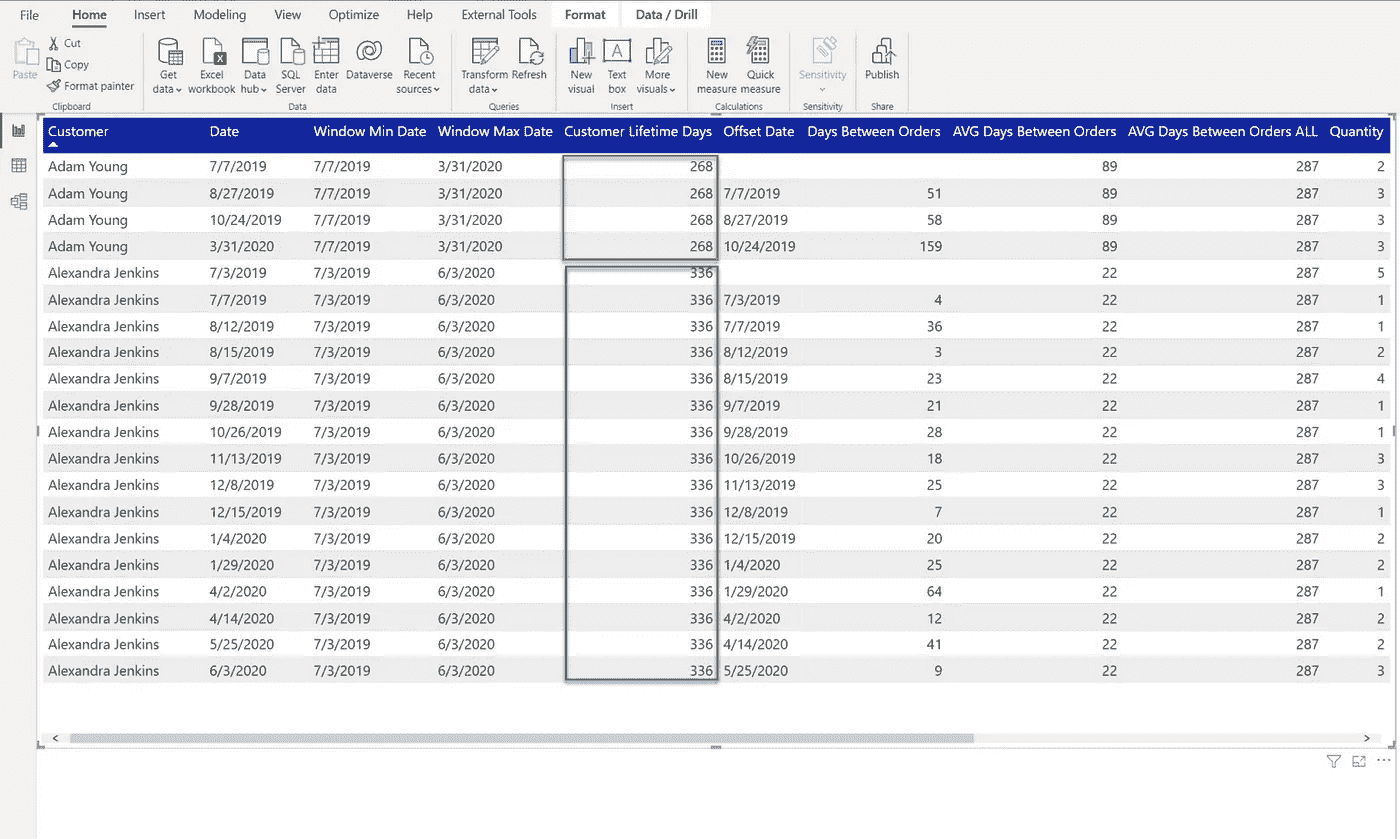 File Home Insert Modeling View Optimize Help External Tools Format Data / Drill
Paste Cut
Copy
Format painter
Get data Excel workbook Data hub SQL Server Enter data Dataverse Recent sources Transform data Refresh New visual Text box More visuals New measure Quick measure Sensitivity Publish
Clipboard Data Queries Insert Calculations Sensitivity Share
Customer Date Window Min Date Window Max Date Customer Lifetime Days Offset Date Days Between Orders AVG Days Between Orders AVG Days Between Orders ALL Quantity
Adam Young 7/7/2019 7/7/2019 3/31/2020 268 89 287 2
Adam Young 8/27/2019 7/7/2019 3/31/2020 268 7/7/2019 51 89 287 3
Adam Young 10/24/2019 7/7/2019 3/31/2020 268 8/27/2019 58 89 287 3
Adam Young 3/31/2020 7/7/2019 3/31/2020 268 10/24/2019 159 89 287 3
Alexandra Jenkins 7/3/2019 7/3/2019 6/3/2020 336 22 287 5
Alexandra Jenkins 7/7/2019 7/3/2019 6/3/2020 336 7/3/2019 4 22 287 1
Alexandra Jenkins 8/12/2019 7/3/2019 6/3/2020 336 7/7/2019 36 22 287 1
Alexandra Jenkins 8/15/2019 7/3/2019 6/3/2020 336 8/12/2019 3 22 287 2
Alexandra Jenkins 9/7/2019 7/3/2019 6/3/2020 336 8/15/2019 23 22 287 4
Alexandra Jenkins 9/28/2019 7/3/2019 6/3/2020 336 9/7/2019 21 22 287 1
Alexandra Jenkins 10/26/2019 7/3/2019 6/3/2020 336 9/28/2019 28 22 287 1
Alexandra Jenkins 11/13/2019 7/3/2019 6/3/2020 336 10/26/2019 18 22 287 3
Alexandra Jenkins 12/8/2019 7/3/2019 6/3/2020 336 11/13/2019 25 22 287 3
Alexandra Jenkins 12/15/2019 7/3/2019 6/3/2020 336 12/8/2019 7 22 287 1
Alexandra Jenkins 1/4/2020 7/3/2019 6/3/2020 336 12/15/2019 20 22 287 2
Alexandra Jenkins 1/29/2020 7/3/2019 6/3/2020 336 1/4/2020 25 22 287 2
Alexandra Jenkins 4/2/2020 7/3/2019 6/3/2020 336 1/29/2020 64 22 287 1
Alexandra Jenkins 4/14/2020 7/3/2019 6/3/2020 336 4/2/2020 12 22 287 2
Alexandra Jenkins 5/25/2020 7/3/2019 6/3/2020 336 4/14/2020 41 22 287 2
Alexandra Jenkins 6/3/2020 7/3/2019 6/3/2020 336 5/25/2020 9 22 287 3